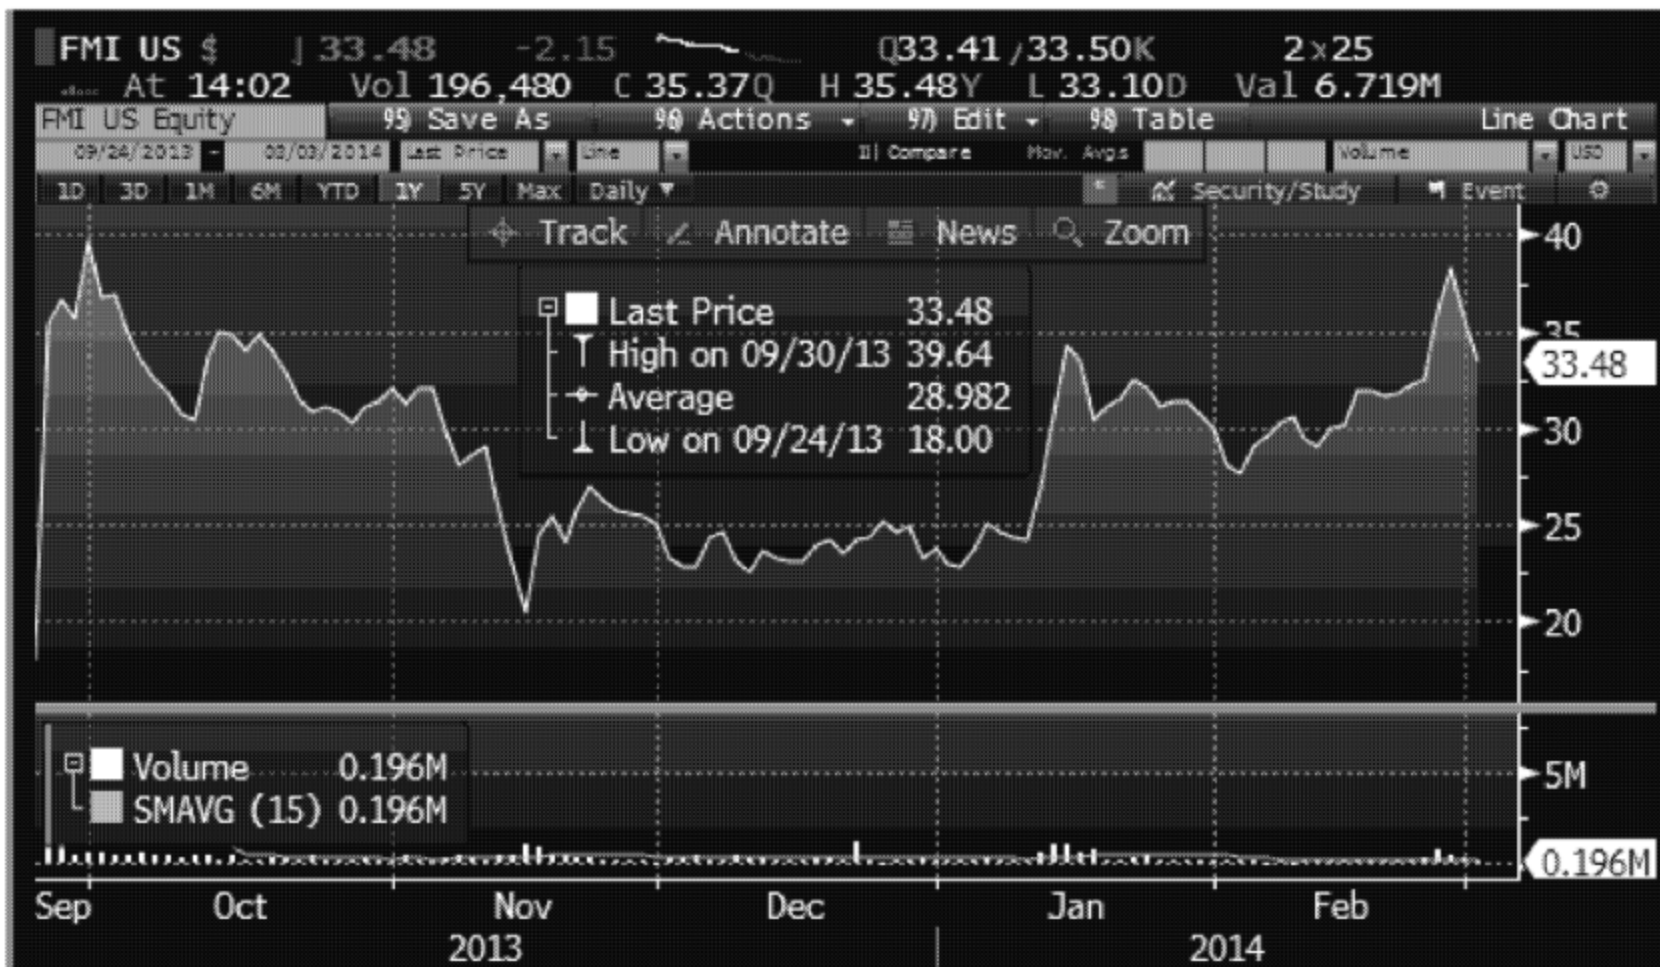 FMI US $ 33.48 -2.15 Q33.41 /33.50K 2x25
At 14:02 Vol 196,480 C 35.37Q H 35.48Y L 33.10D Val 6.719M
FMI US Equity 95) Save As 96) Actions 97) Edit 98) Table Line Chart
09/24/2013 - 03/03/2014 Last Price Line Compare Mov. Avgs Volume USD
1D 3D 1M 6M YTD 1Y 5Y Max Daily ▼ Security/Study Event
Track Annotate News Zoom
40
Last Price 33.48
High on 09/30/13 39.64
Average 28.982
Low on 09/24/13 18.00
35
33.48
30
25
20
Volume 0.196M
SMAVG (15) 0.196M
5M
0.196M
Sep Oct Nov Dec Jan Feb
2013 2014